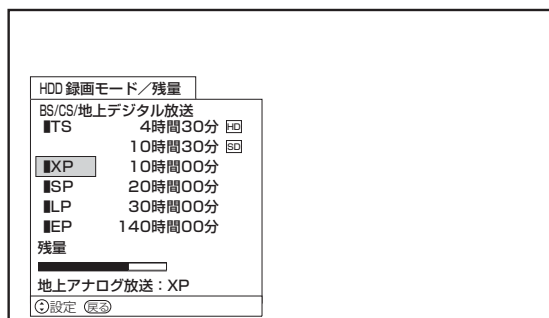 HDD 録画モード／残量
BS/CS/地上デジタル放送
TS 4時間30分 HD
10時間30分 SD
XP 10時間00分
SP 20時間00分
LP 30時間00分
EP 140時間00分
残量
地上アナログ放送：XP
設定 戻る